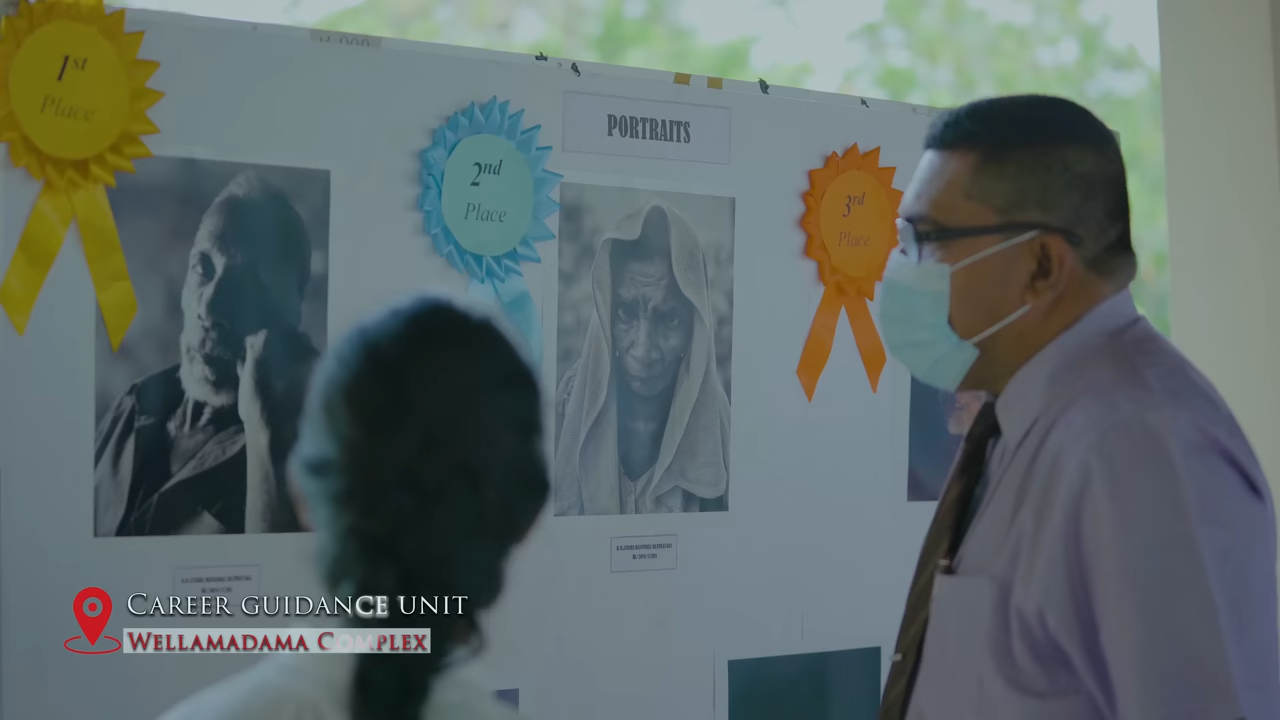 1st
Place
2nd
Place
PORTRAITS
3rd
Place
CAREER GUIDANCE UNIT
WELLAMADAMA COMPLEX